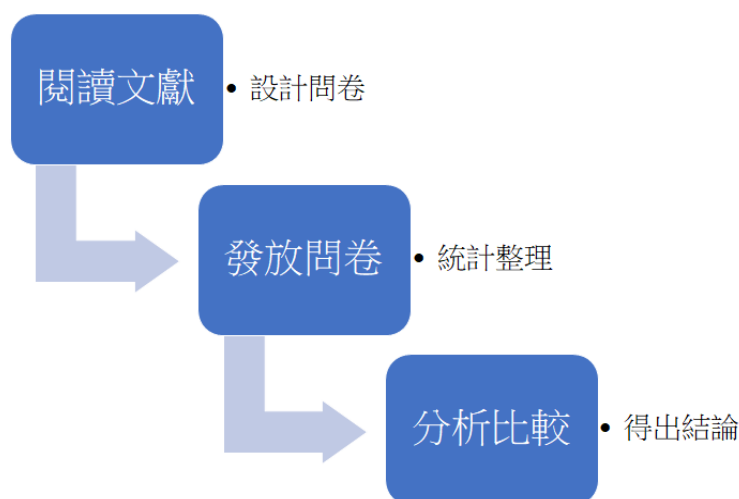 閱讀文獻
• 設計問卷
發放問卷
• 統計整理
分析比較
• 得出結論